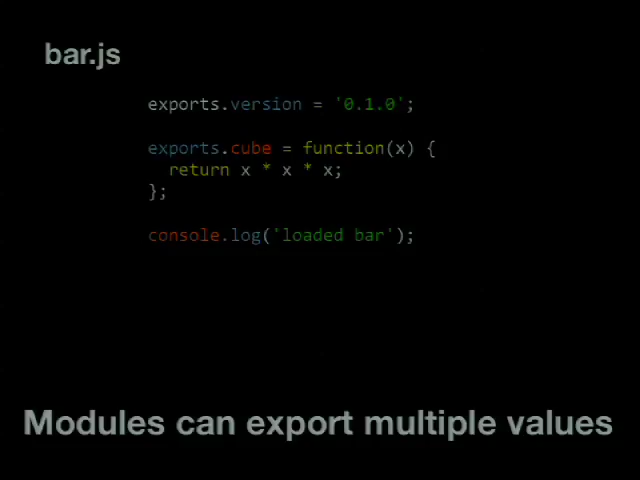 bar.js
exports.version = '0.1.0';
exports.cube = function(x) {
return x * x * x;
};
console.log('loaded bar');
Modules can export multiple values